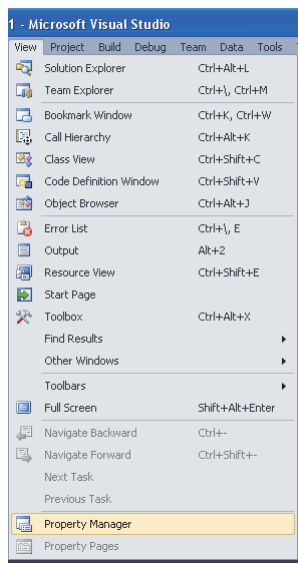 1 - Microsoft Visual Studio
View Project Build Debug Team Data Tools
Solution Explorer Ctrl+Alt+L
Team Explorer Ctrl+\, Ctrl+M
Bookmark Window Ctrl+K, Ctrl+W
Call Hierarchy Ctrl+Alt+K
Class View Ctrl+Shift+C
Code Definition Window Ctrl+Shift+V
Object Browser Ctrl+Alt+J
Error List Ctrl+\, E
Output Alt+2
Resource View Ctrl+Shift+E
Start Page
Toolbox Ctrl+Alt+X
Find Results
Other Windows
Toolbars
Full Screen Shift+Alt+Enter
Navigate Backward Ctrl+-
Navigate Forward Ctrl+Shift+-
Next Task
Previous Task
Property Manager
Property Pages